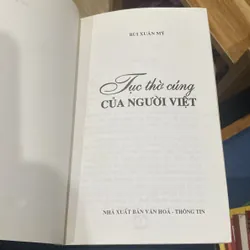 BÙI XUÂN MỸ
Tục thờ cúng
CỦA NGƯỜI VIỆT
NHÀ XUẤT BẢN VĂN HOÁ - THÔNG TIN